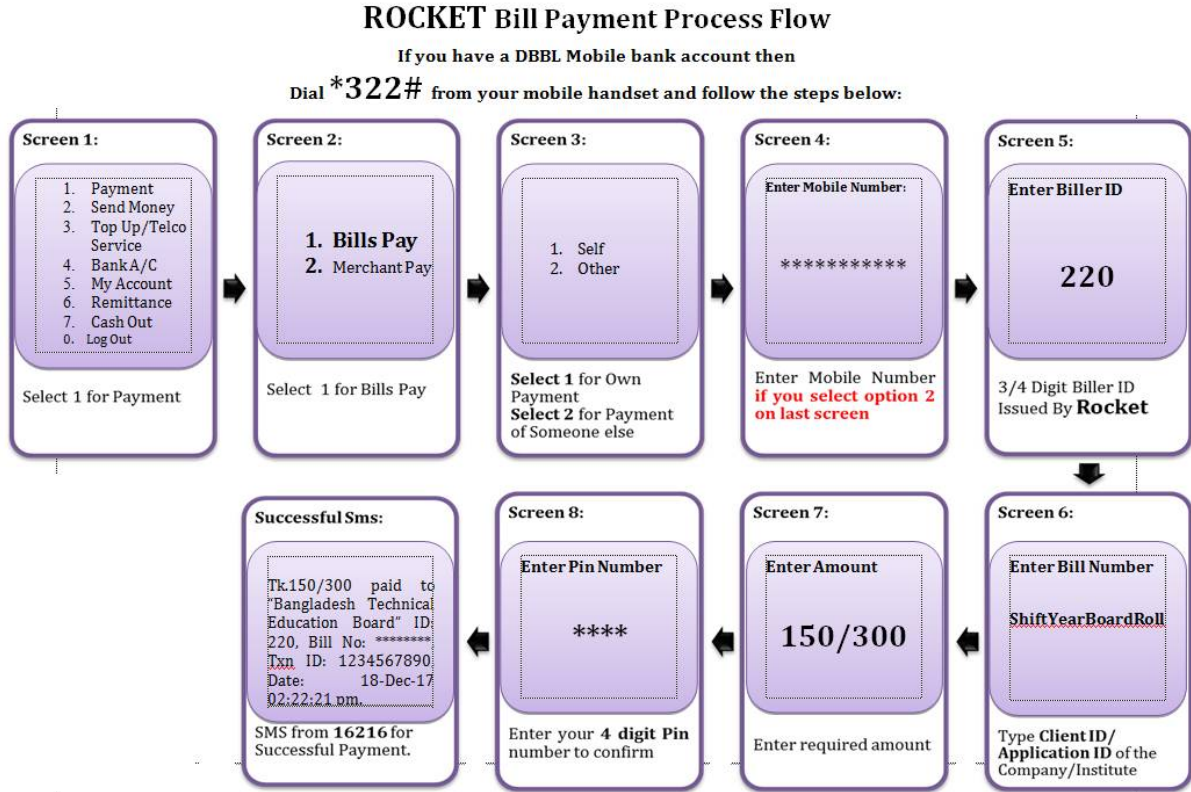 ROCKET Bill Payment Process Flow
If you have a DBBL Mobile bank account then
Dial *322# from your mobile handset and follow the steps below:
Screen 1:
1. Payment
2. Send Money
3. Top Up/Telco
Service
4. Bank A/C
5. My Account
6. Remittance
7. Cash Out
0. Log Out
Select 1 for Payment
Screen 2:
1. Bills Pay
2. Merchant Pay
Select 1 for Bills Pay
Screen 3:
1. Self
2. Other
Select 1 for Own
Payment
Select 2 for Payment
of Someone else
Screen 4:
Enter Mobile Number:
***********
Enter Mobile Number
if you select option 2
on last screen
Screen 5:
Enter Biller ID
220
3/4 Digit Biller ID
Issued By Rocket
Screen 6:
Enter Bill Number
ShiftYearBoardRoll
Type Client ID/
Application ID of the
Company/Institute
Screen 7:
Enter Amount
150/300
Enter required amount
Screen 8:
Enter Pin Number
****
Enter your 4 digit Pin
number to confirm
Successful Sms:
Tk.150/300 paid to
"Bangladesh Technical
Education Board" ID:
220, Bill No: ********
Txn ID: 1234567890
Date: 18-Dec-17
02:22:21 pm.
SMS from 16216 for
Successful Payment.